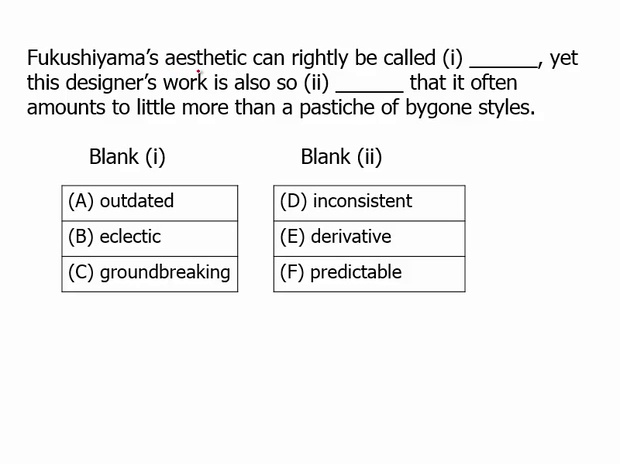 Fukushiyama's aesthetic can rightly be called (i) ______, yet
this designer's work is also so (ii) ______ that it often
amounts to little more than a pastiche of bygone styles.
Blank (i) Blank (ii)
(A) outdated (D) inconsistent
(B) eclectic (E) derivative
(C) groundbreaking (F) predictable